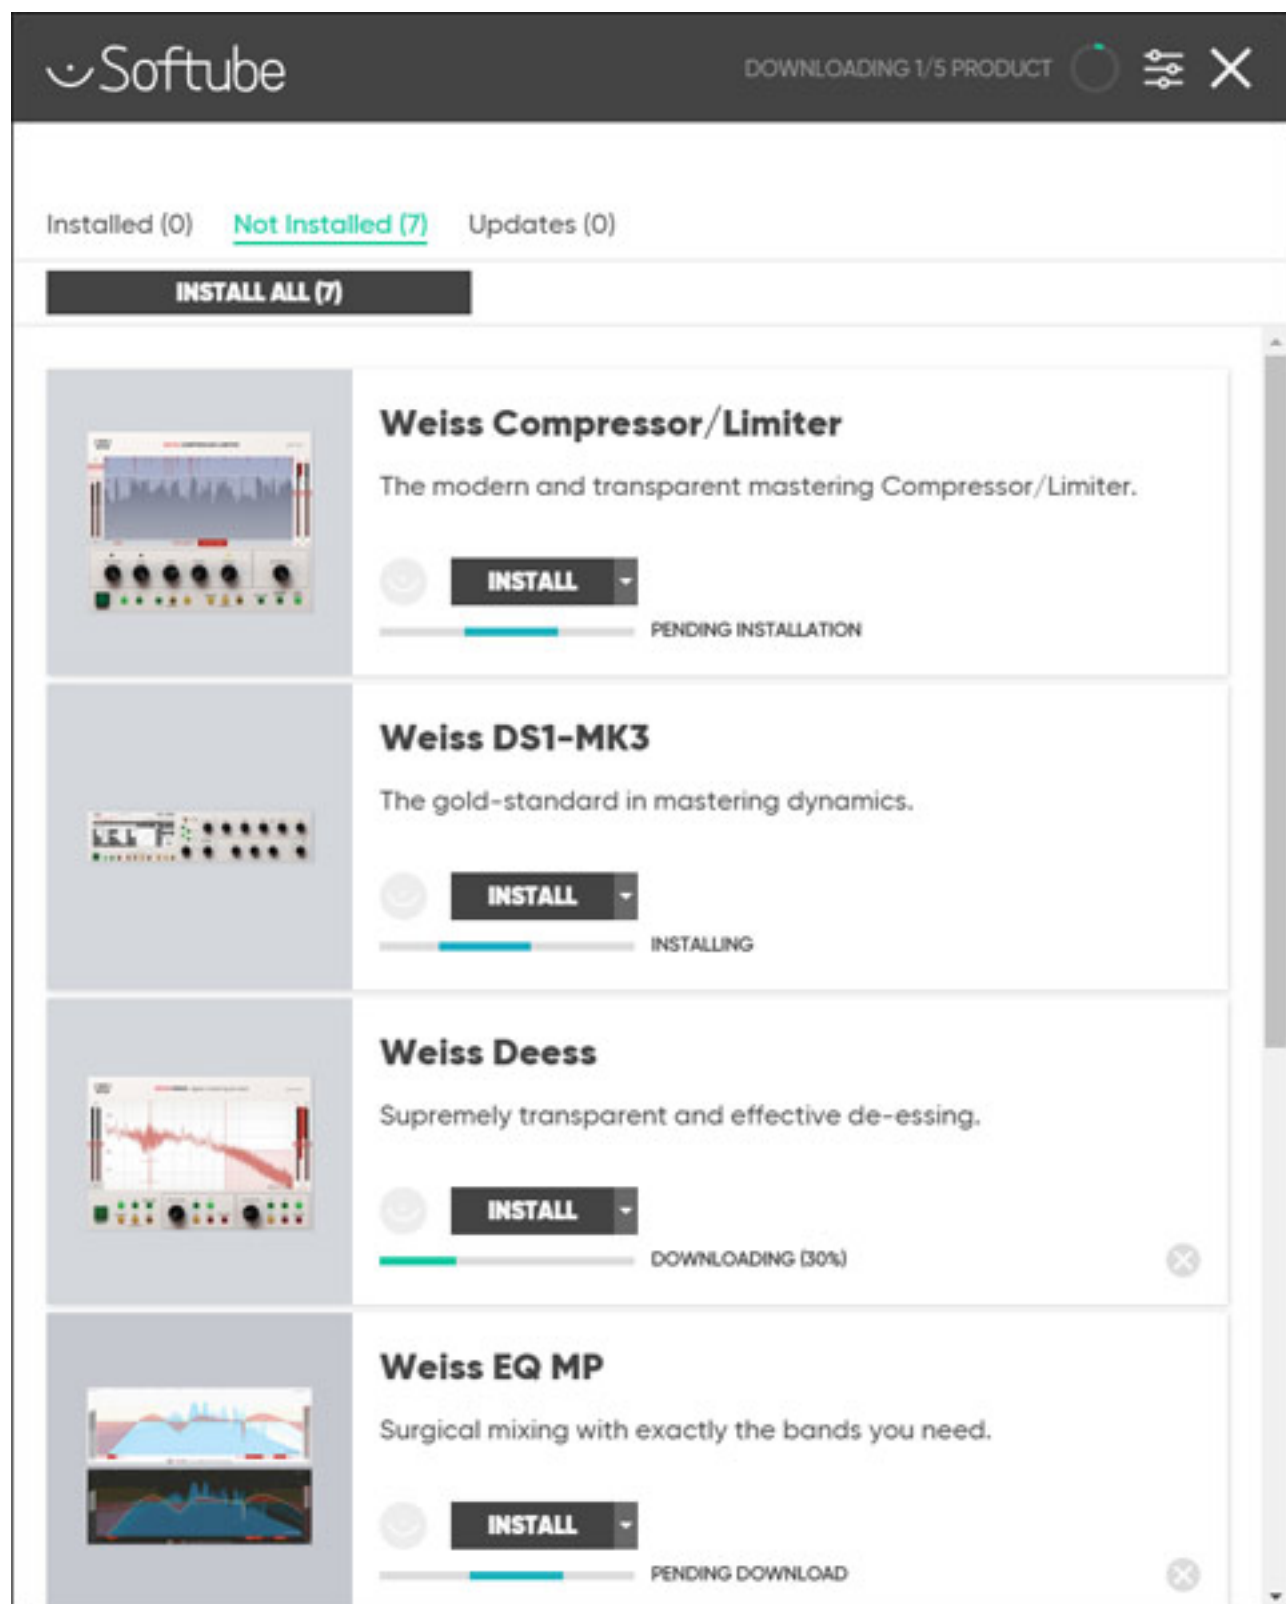 Softube
DOWNLOADING 1/5 PRODUCT
Installed (0) Not Installed (7) Updates (0)
INSTALL ALL (7)
Weiss Compressor/Limiter
The modern and transparent mastering Compressor/Limiter.
INSTALL
PENDING INSTALLATION
Weiss DS1-MK3
The gold-standard in mastering dynamics.
INSTALL
INSTALLING
Weiss Deess
Supremely transparent and effective de-essing.
INSTALL
DOWNLOADING (30%)
Weiss EQ MP
Surgical mixing with exactly the bands you need.
INSTALL
PENDING DOWNLOAD